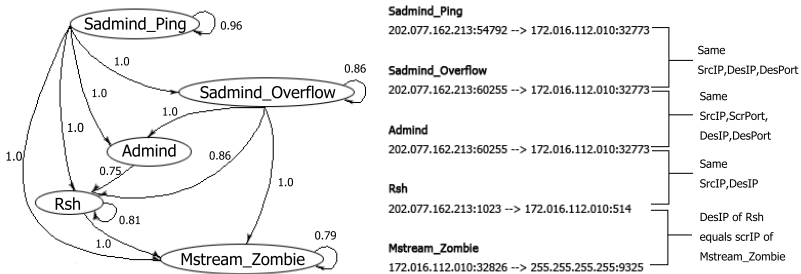 Sadmind_Ping
0.96
1.0
Sadmind_Overflow
0.86
1.0
1.0
1.0
Admind
1.0
0.75
0.86
1.0
Rsh
0.81
1.0
Mstream_Zombie
0.79
Sadmind_Ping
202.077.162.213:54792 --> 172.016.112.010:32773
Sadmind_Overflow
202.077.162.213:60255 --> 172.016.112.010:32773
Admind
202.077.162.213:60255 --> 172.016.112.010:32773
Rsh
202.077.162.213:1023 --> 172.016.112.010:514
Mstream_Zombie
172.016.112.010:32826 --> 255.255.255.255:9325
Same
SrcIP,DesIP,DesPort
Same
SrcIP,ScrPort,
DesIP,DesPort
Same
SrcIP,DesIP
DesIP of Rsh
equals scrIP of
Mstream_Zombie